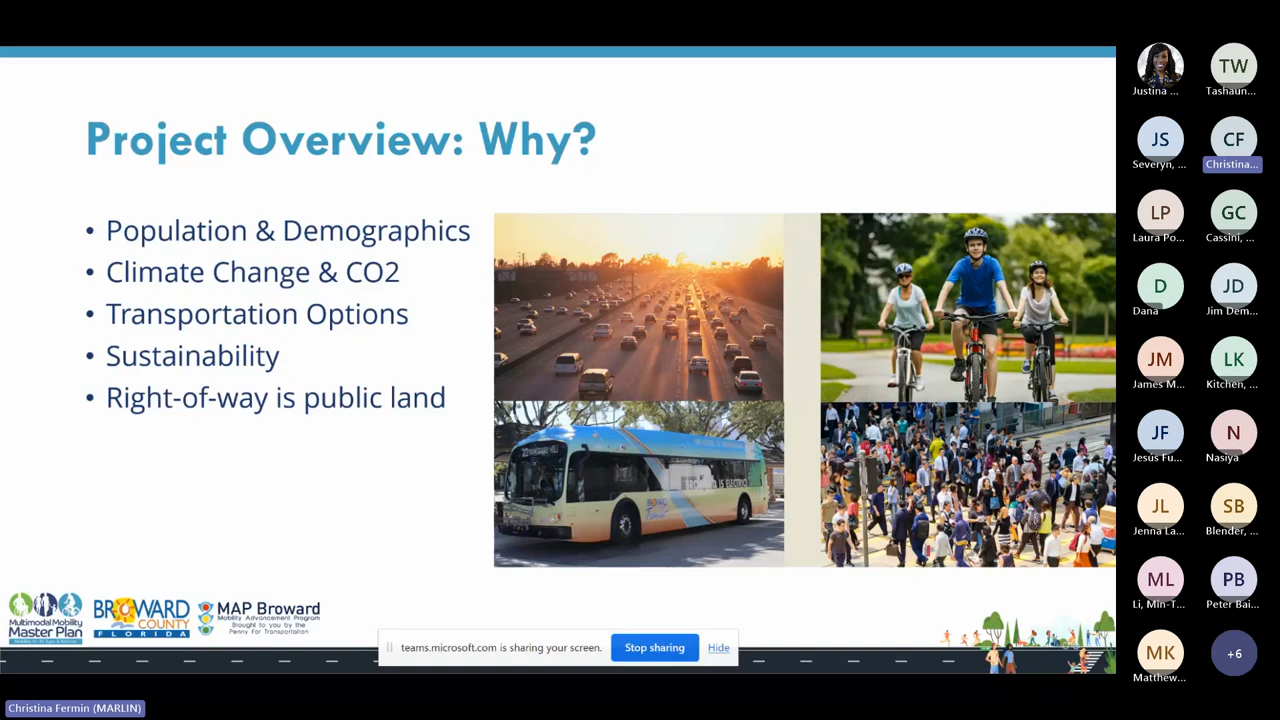 Project Overview: Why?
• Population & Demographics
• Climate Change & CO2
• Transportation Options
• Sustainability
• Right-of-way is public land
Multimodal Mobility
Master Plan
BROWARD
COUNTY
FLORIDA
MAP Broward
Mobility Advancement Program
Brought to you by the
Penny For Transportation
teams.microsoft.com is sharing your screen.
Stop sharing
Hide
Christina Fermin (MARLIN)
Justina ...
TW
Tashaun...
JS
Severyn, ...
CF
Christina...
LP
Laura Po...
GC
Cassini, ...
D
Dana
JD
Jim Dem...
JM
James M...
LK
Kitchen, ...
JF
Jesús Fu...
N
Nasiya
JL
Jenna La...
SB
Blender, ...
ML
Li, Min-T...
PB
Peter Bai...
MK
Matthew...
+6